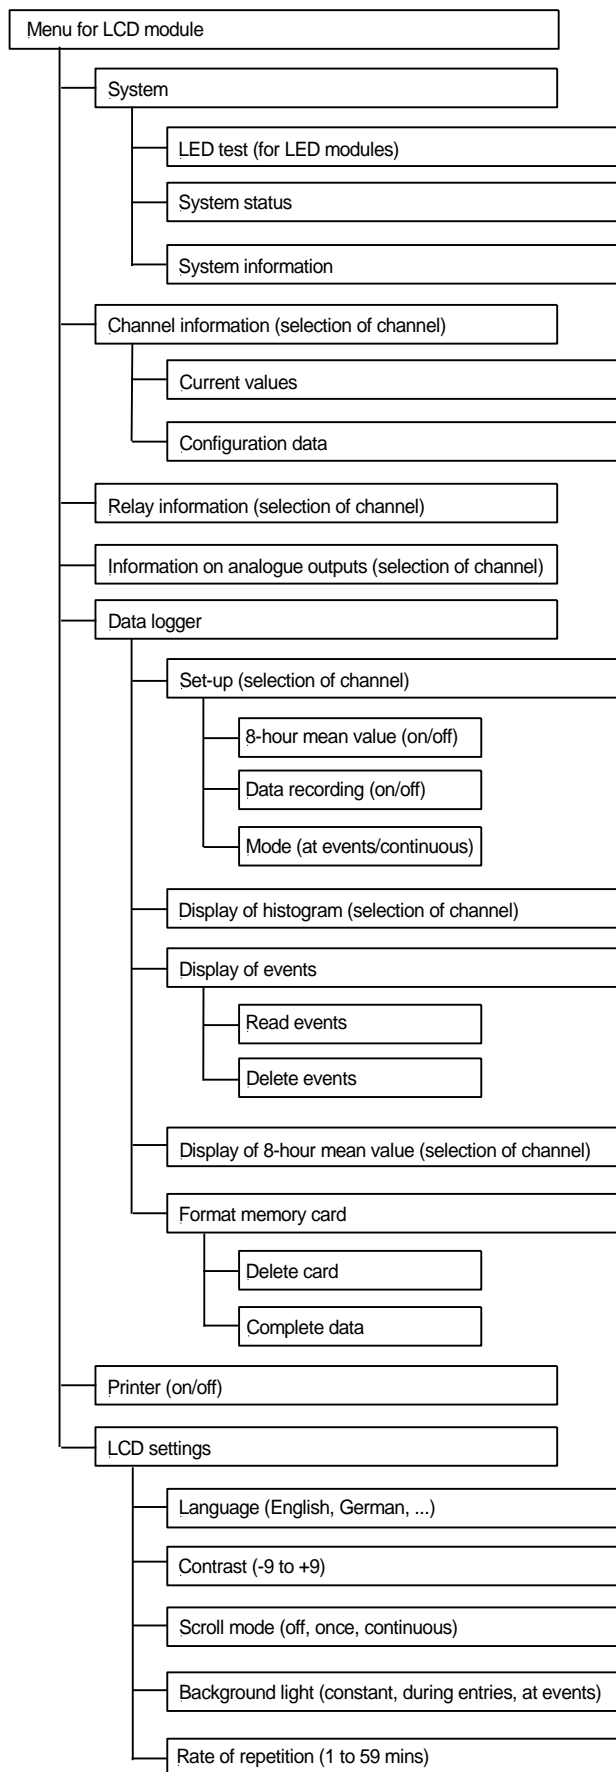 Menu for LCD module
System
LED test (for LED modules)
System status
System information
Channel information (selection of channel)
Current values
Configuration data
Relay information (selection of channel)
Information on analogue outputs (selection of channel)
Data logger
Set-up (selection of channel)
8-hour mean value (on/off)
Data recording (on/off)
Mode (at events/continuous)
Display of histogram (selection of channel)
Display of events
Read events
Delete events
Display of 8-hour mean value (selection of channel)
Format memory card
Delete card
Complete data
Printer (on/off)
LCD settings
Language (English, German, ...)
Contrast (-9 to +9)
Scroll mode (off, once, continuous)
Background light (constant, during entries, at events)
Rate of repetition (1 to 59 mins)